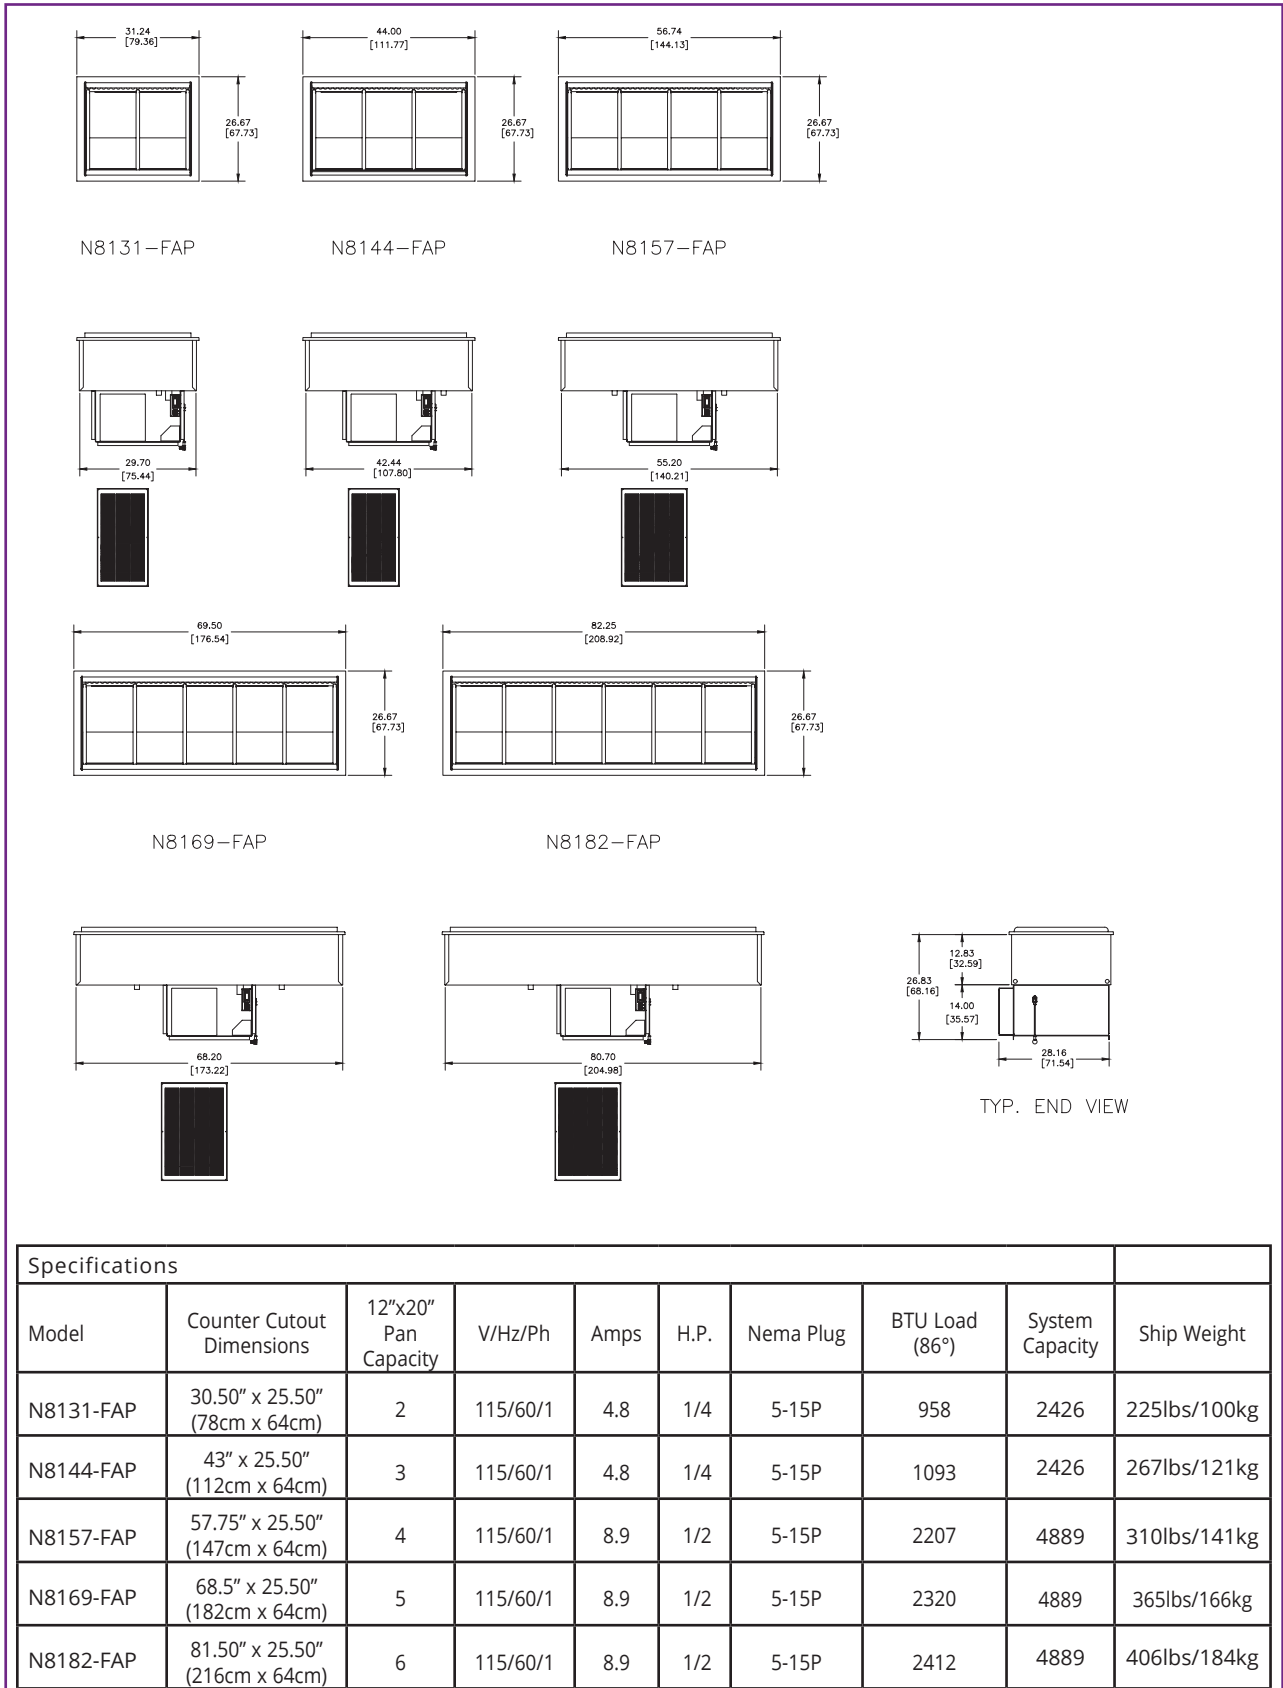 31.24
[79.36]
44.00
[111.77]
56.74
[144.13]
26.67
[67.73]
26.67
[67.73]
26.67
[67.73]
N8131-FAP
N8144-FAP
N8157-FAP
29.70
[75.44]
42.44
[107.80]
55.20
[140.21]
69.50
[176.54]
82.25
[208.92]
26.67
[67.73]
26.67
[67.73]
N8169-FAP
N8182-FAP
12.83
[32.59]
26.83
[68.16]
14.00
[35.57]
28.16
[71.54]
68.20
[173.22]
80.70
[204.98]
TYP. END VIEW
Specifications
Model
Counter Cutout
Dimensions
12”x20”
Pan
Capacity
V/Hz/Ph
Amps
H.P.
Nema Plug
BTU Load
(86°)
System
Capacity
Ship Weight
N8131-FAP
30.50” x 25.50”
(78cm x 64cm)
2
115/60/1
4.8
1/4
5-15P
958
2426
225lbs/100kg
N8144-FAP
43” x 25.50”
(112cm x 64cm)
3
115/60/1
4.8
1/4
5-15P
1093
2426
267lbs/121kg
N8157-FAP
57.75” x 25.50”
(147cm x 64cm)
4
115/60/1
8.9
1/2
5-15P
2207
4889
310lbs/141kg
N8169-FAP
68.5” x 25.50”
(182cm x 64cm)
5
115/60/1
8.9
1/2
5-15P
2320
4889
365lbs/166kg
N8182-FAP
81.50” x 25.50”
(216cm x 64cm)
6
115/60/1
8.9
1/2
5-15P
2412
4889
406lbs/184kg